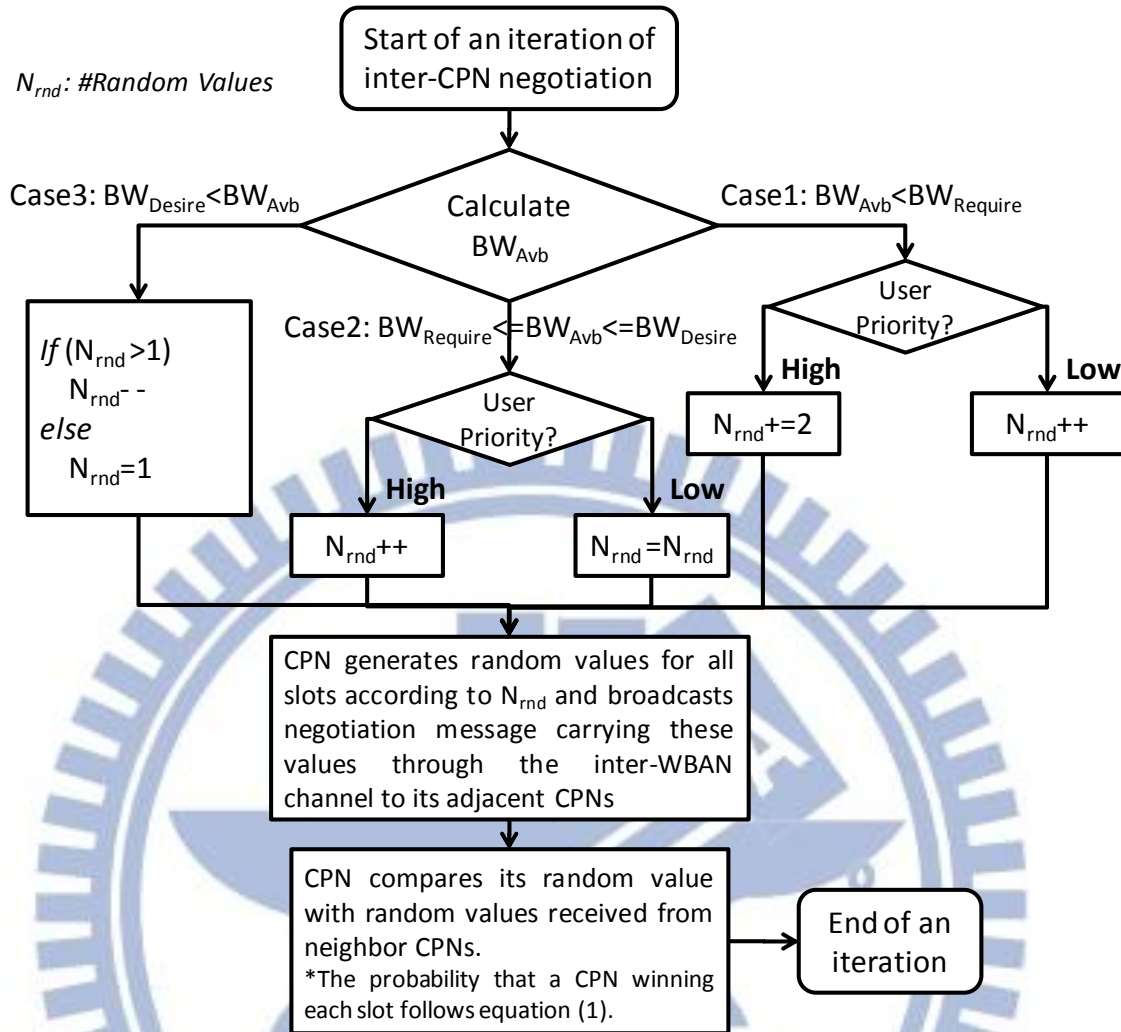 Start of an iteration of
inter-CPN negotiation
N_rnd: #Random Values
Case3: BW_Desire<BW_Avb
Calculate
BW_Avb
Case1: BW_Avb<BW_Require
User
Priority?
If (N_rnd >1)
N_rnd- -
else
N_rnd=1
Case2: BW_Require<=BW_Avb<=BW_Desire
High
Low
User
Priority?
N_rnd+=2
N_rnd++
High
Low
N_rnd++
N_rnd =N_rnd
CPN generates random values for all
slots according to N_rnd and broadcasts
negotiation message carrying these
values through the inter-WBAN
channel to its adjacent CPNs
CPN compares its random value
with random values received from
neighbor CPNs.
*The probability that a CPN winning
each slot follows equation (1).
End of an
iteration